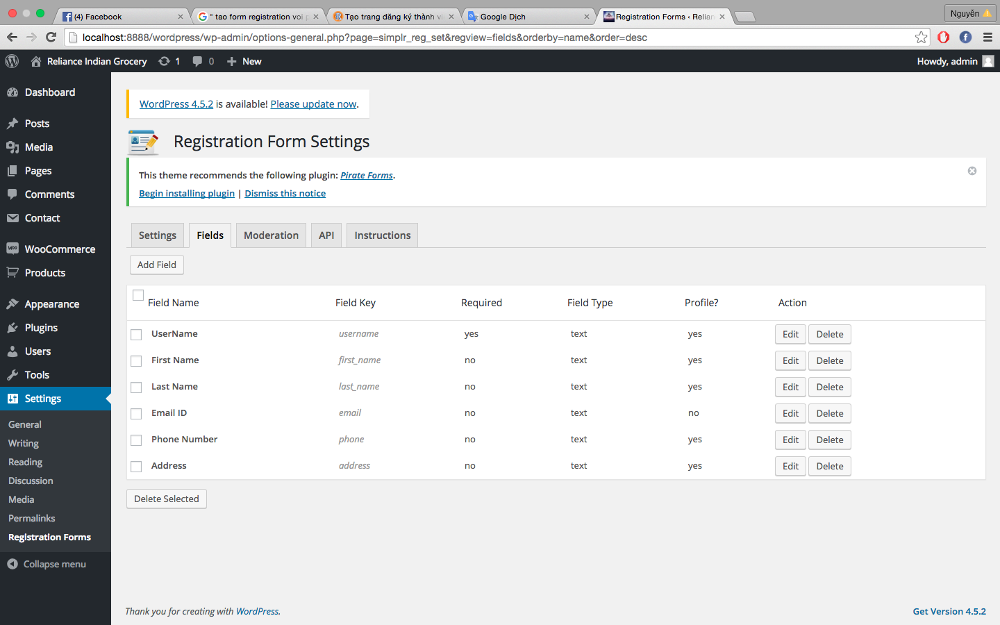 (4) Facebook
" tao form registration voi p
Tạo trang đăng ký thành vi
Google Dịch
Registration Forms ‹ Relian
Nguyễn
localhost:8888/wordpress/wp-admin/options-general.php?page=simplr_reg_set&regview=fields&orderby=name&order=desc
Reliance Indian Grocery
1
0
New
Howdy, admin
Dashboard
Posts
Media
Pages
Comments
Contact
WooCommerce
Products
Appearance
Plugins
Users
Tools
Settings
General
Writing
Reading
Discussion
Media
Permalinks
Registration Forms
Collapse menu
WordPress 4.5.2 is available! Please update now.
Registration Form Settings
This theme recommends the following plugin: Pirate Forms.
Begin installing plugin | Dismiss this notice
Settings Fields Moderation API Instructions
Add Field
Field Name Field Key Required Field Type Profile? Action
UserName username yes text yes Edit Delete
First Name first_name no text yes Edit Delete
Last Name last_name no text yes Edit Delete
Email ID email no text no Edit Delete
Phone Number phone no text yes Edit Delete
Address address no text yes Edit Delete
Delete Selected
Thank you for creating with WordPress.
Get Version 4.5.2